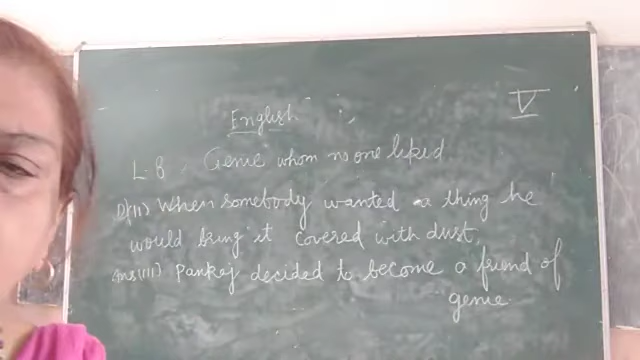 English
V
L.6 Genie whom no one liked
(ii) When somebody wanted a thing he
would bring it covered with dust.
Ans(iii) Pankaj decided to become a friend of
genie.